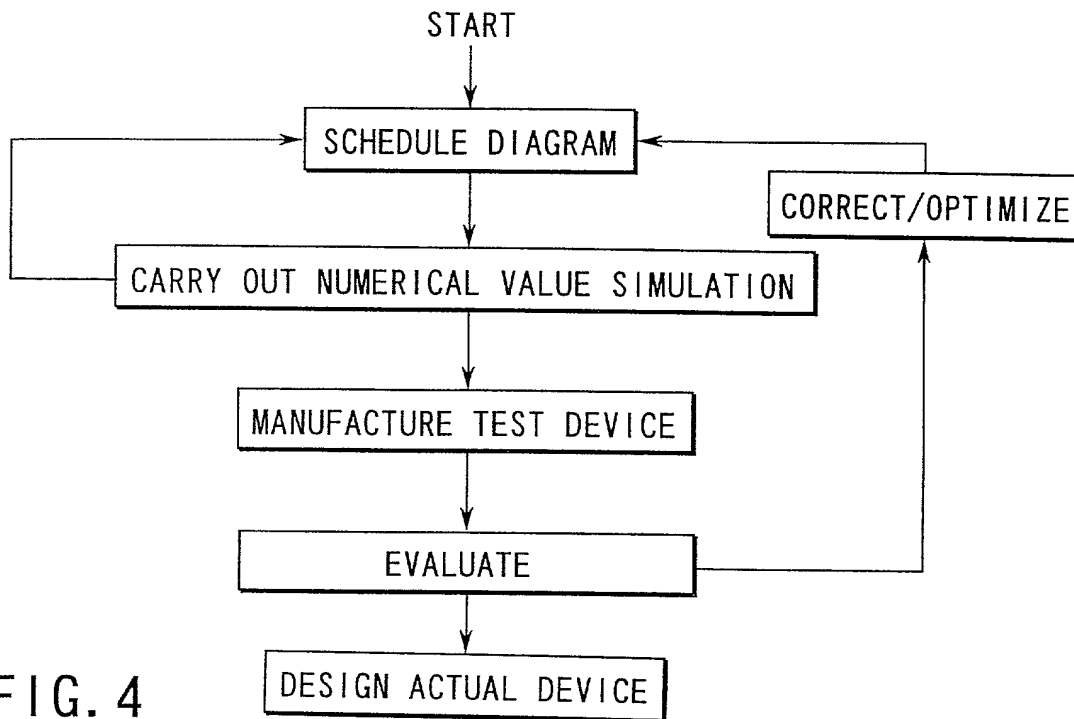 START
SCHEDULE DIAGRAM
CORRECT/OPTIMIZE
CARRY OUT NUMERICAL VALUE SIMULATION
MANUFACTURE TEST DEVICE
EVALUATE
DESIGN ACTUAL DEVICE
FIG. 4